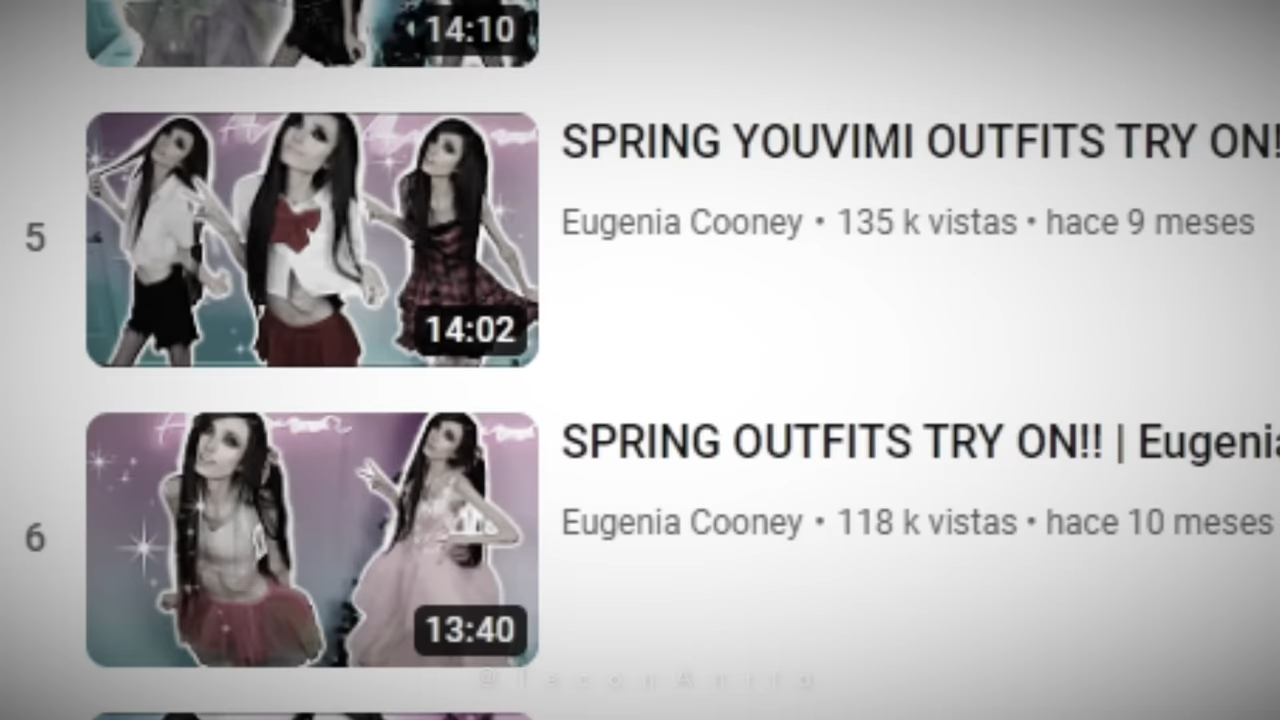 14:10
5
14:02
SPRING YOUVIMI OUTFITS TRY ON!
Eugenia Cooney • 135 k vistas • hace 9 meses
6
13:40
SPRING OUTFITS TRY ON!! | Eugenia
Eugenia Cooney • 118 k vistas • hace 10 meses